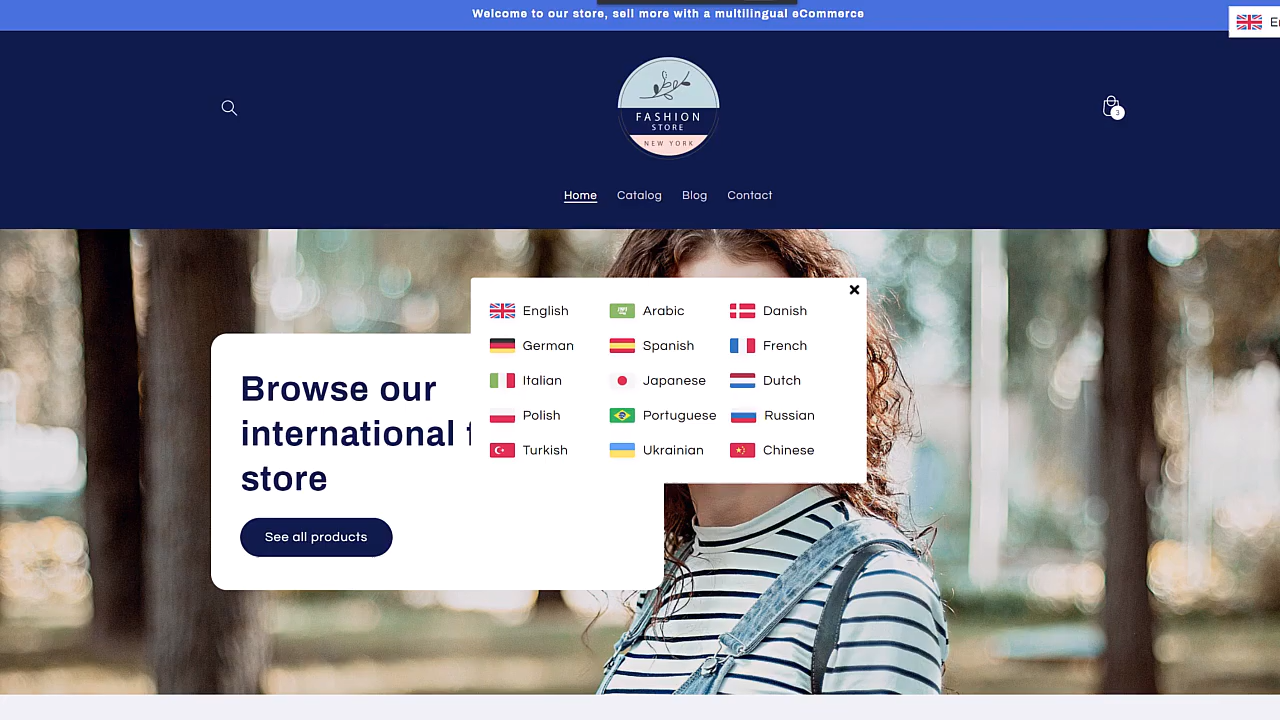 Welcome to our store, sell more with a multilingual eCommerce
FASHION
STORE
NEW YORK
3
Home Catalog Blog Contact
English Arabic Danish
German Spanish French
Italian Japanese Dutch
Polish Portuguese Russian
Turkish Ukrainian Chinese
Browse our
international
store
See all products